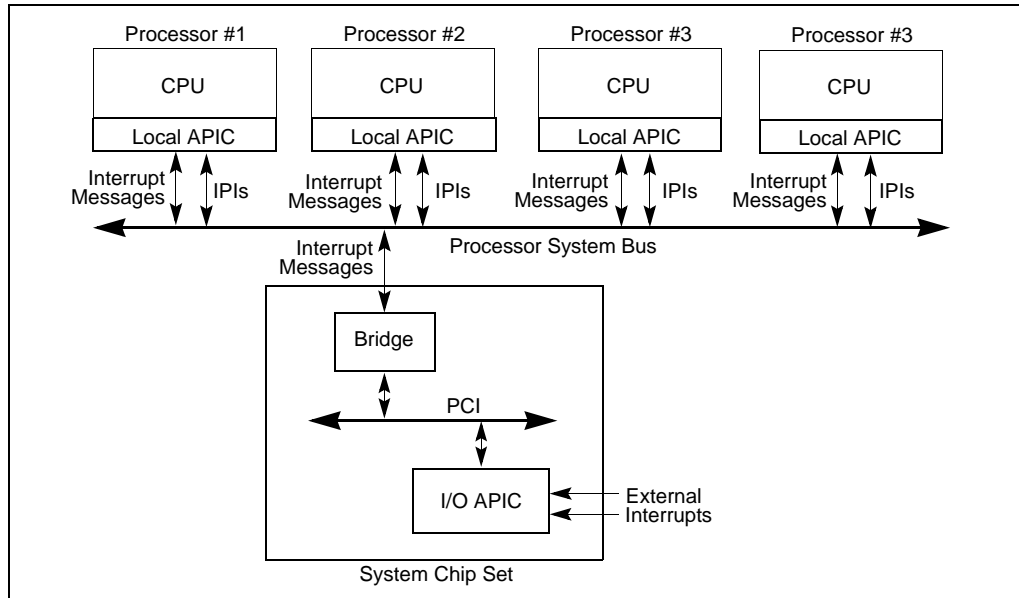 Processor #1
Processor #2
Processor #3
Processor #3
CPU
CPU
CPU
CPU
Local APIC
Local APIC
Local APIC
Local APIC
Interrupt
Messages
IPIs
Interrupt
Messages
IPIs
Interrupt
Messages
IPIs
Interrupt
Messages
IPIs
Processor System Bus
Interrupt
Messages
Bridge
PCI
I/O APIC
External
Interrupts
System Chip Set